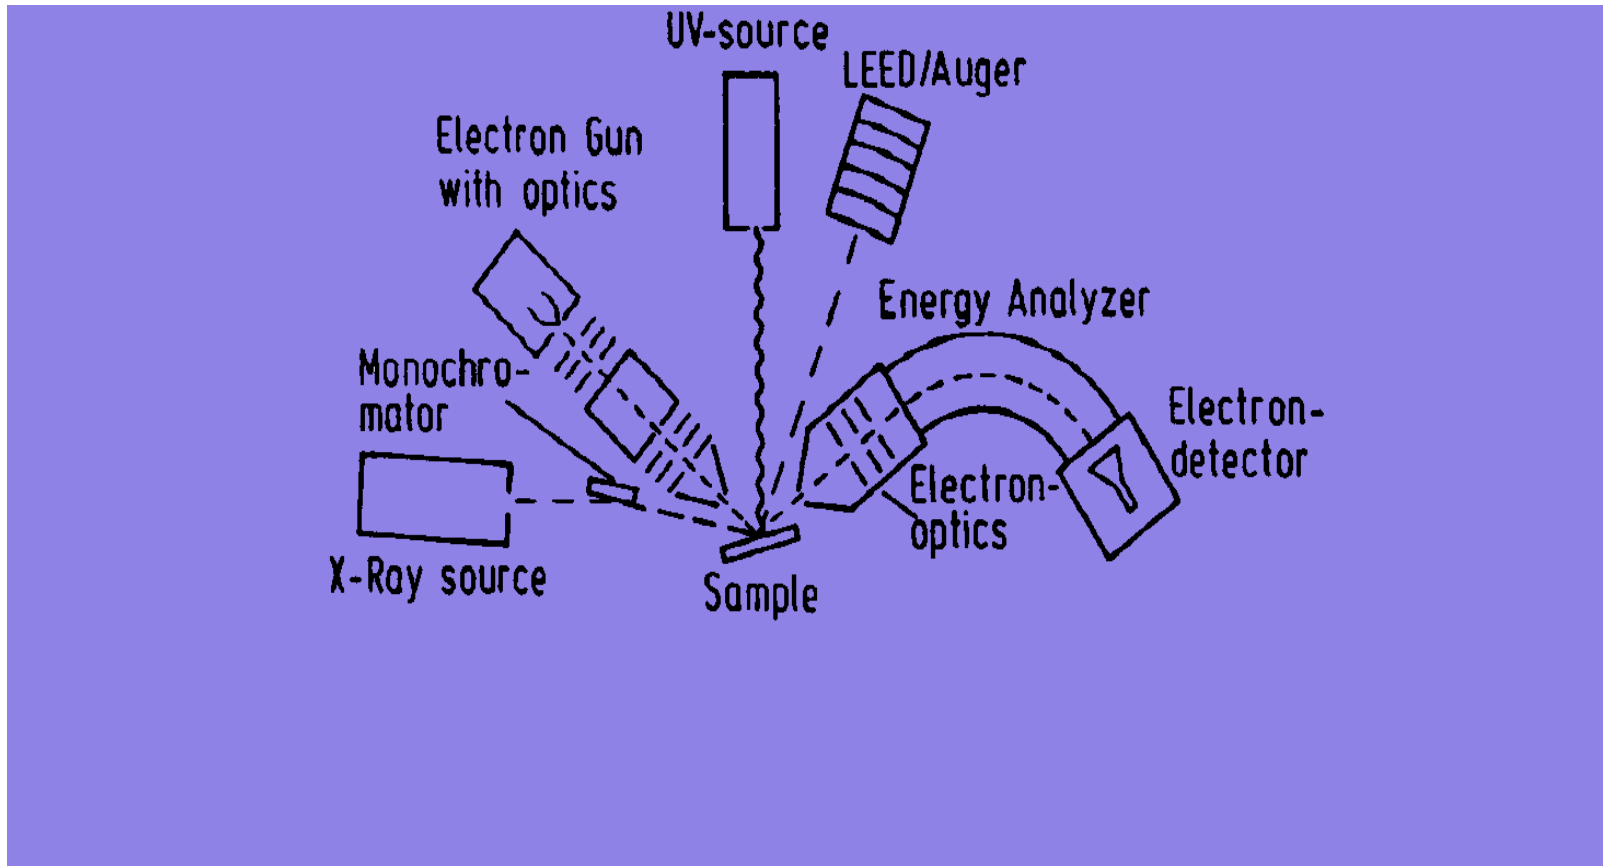 UV-source
LEED/Auger
Electron Gun
with optics
Energy Analyzer
Monochro-
mator
Electron-
detector
Electron-
optics
X-Ray source
Sample